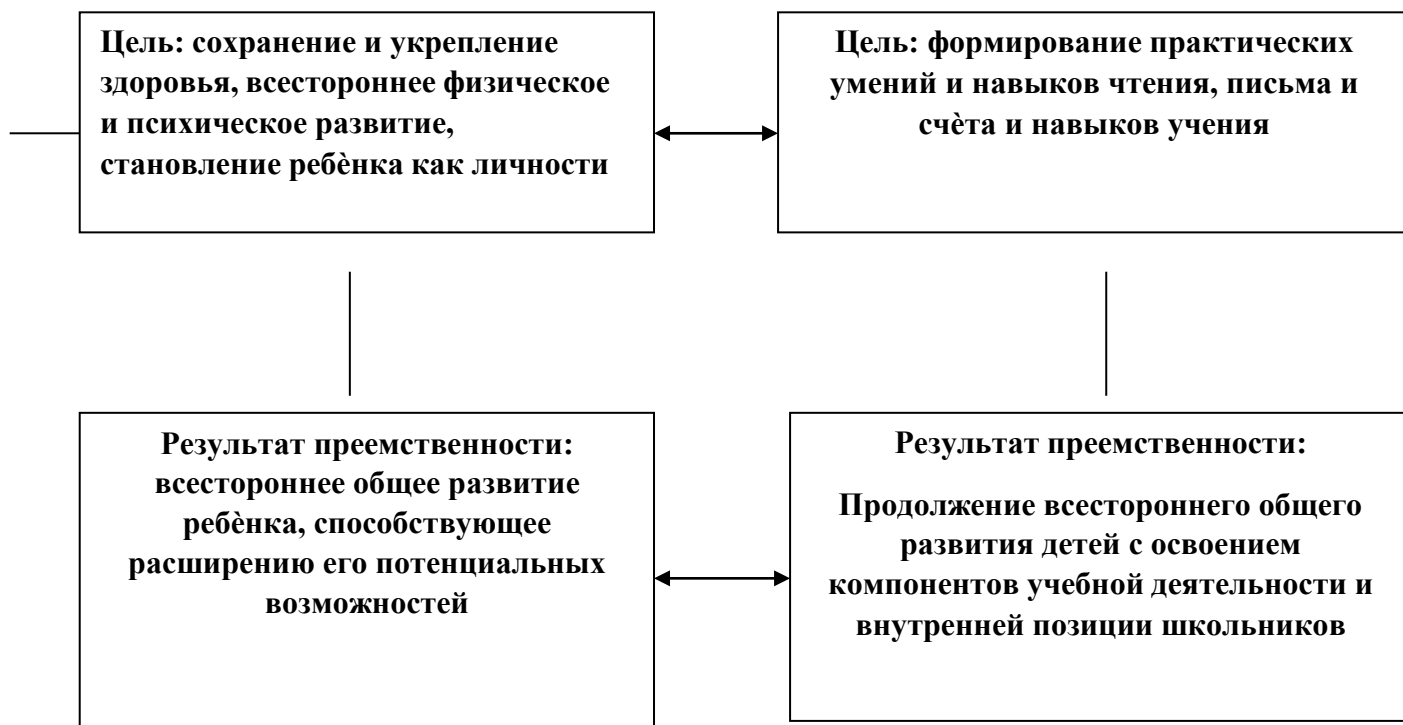 Цель: сохранение и укрепление
здоровья, всестороннее физическое
и психическое развитие,
становление ребѐнка как личности
Цель: формирование практических
умений и навыков чтения, письма и
счѐта и навыков учения
Результат преемственности:
всестороннее общее развитие
ребѐнка, способствующее
расширению его потенциальных
возможностей
Результат преемственности:
Продолжение всестороннего общего
развития детей с освоением
компонентов учебной деятельности и
внутренней позиции школьников